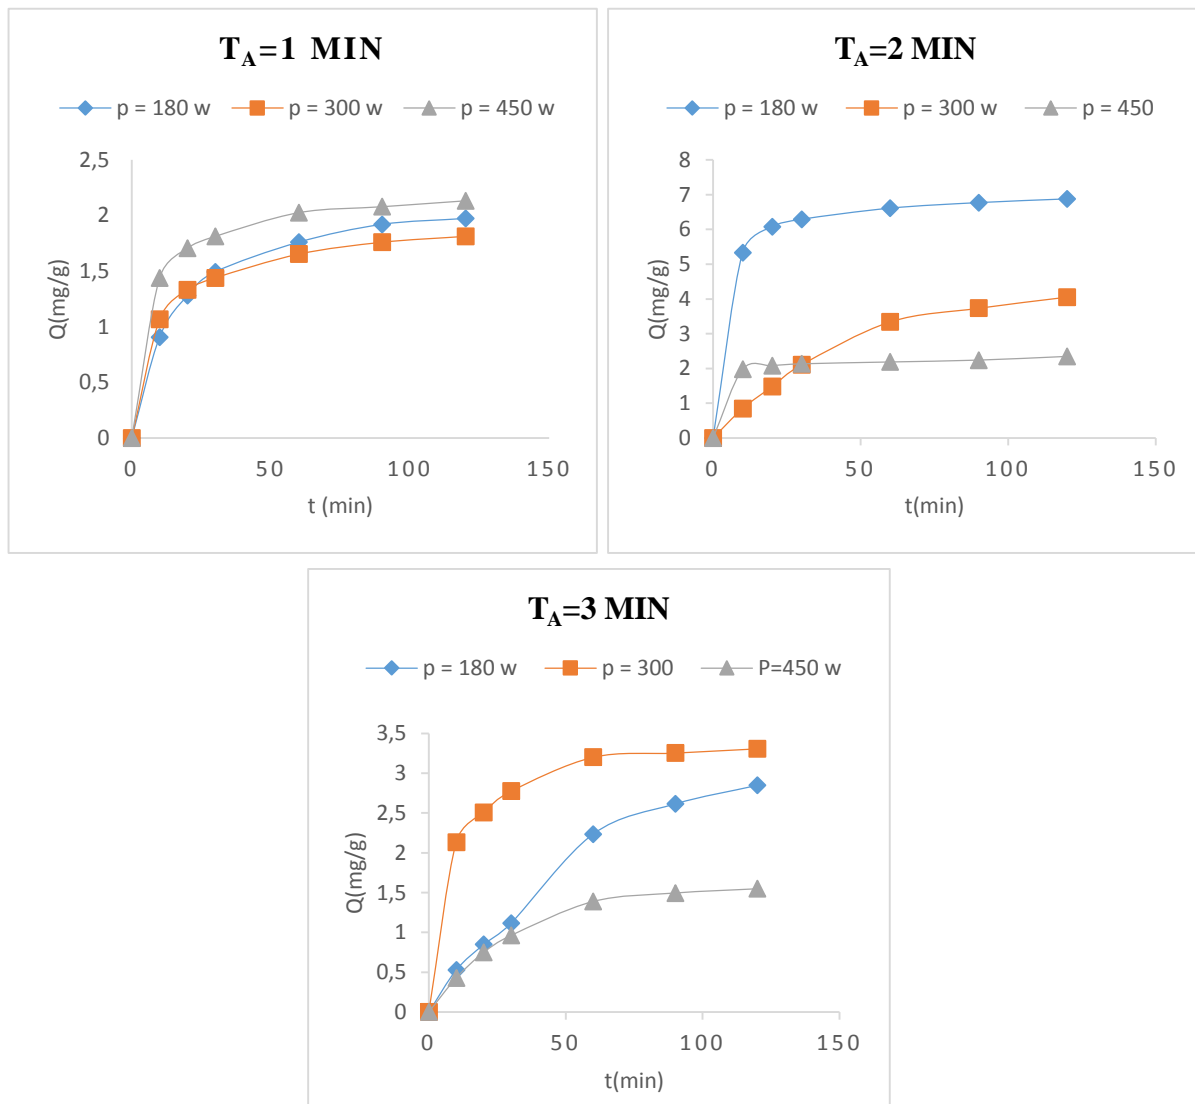 T_A=1 MIN
p = 180 w p = 300 w p = 450 w
2,5
2
1,5
1
0,5
0
Q(mg/g)
0 50 100 150
t (min)
T_A=2 MIN
p = 180 w p = 300 w p = 450
8
7
6
5
4
3
2
1
0
Q(mg/g)
0 50 100 150
t(min)
T_A=3 MIN
p = 180 w p = 300 P=450 w
3,5
3
2,5
2
1,5
1
0,5
0
Q(mg/g)
0 50 100 150
t(min)